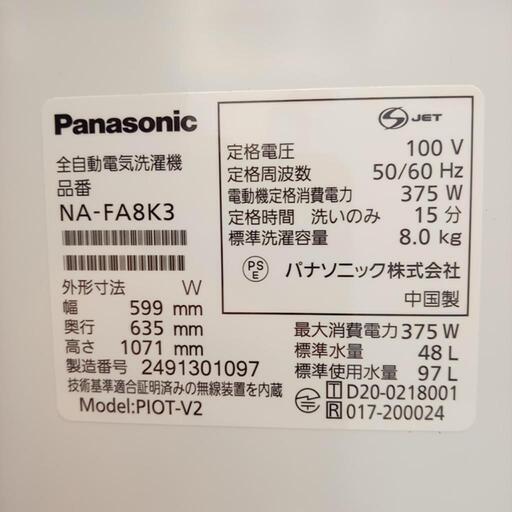 Panasonic
全自動電気洗濯機
品番
NA-FA8K3
外形寸法 W
幅 599 mm
奥行 635 mm
高さ 1071 mm
製造番号 2491301097
技術基準適合証明済みの無線装置を内蔵
Model:PIOT-V2
S JET
定格電圧 100 V
定格周波数 50/60 Hz
電動機定格消費電力 375 W
定格時間 洗いのみ 15 分
標準洗濯容量 8.0 kg
PS E パナソニック株式会社
中国製
最大消費電力 375 W
標準水量 48 L
標準使用水量 97 L
T D20-0218001
R 017-200024